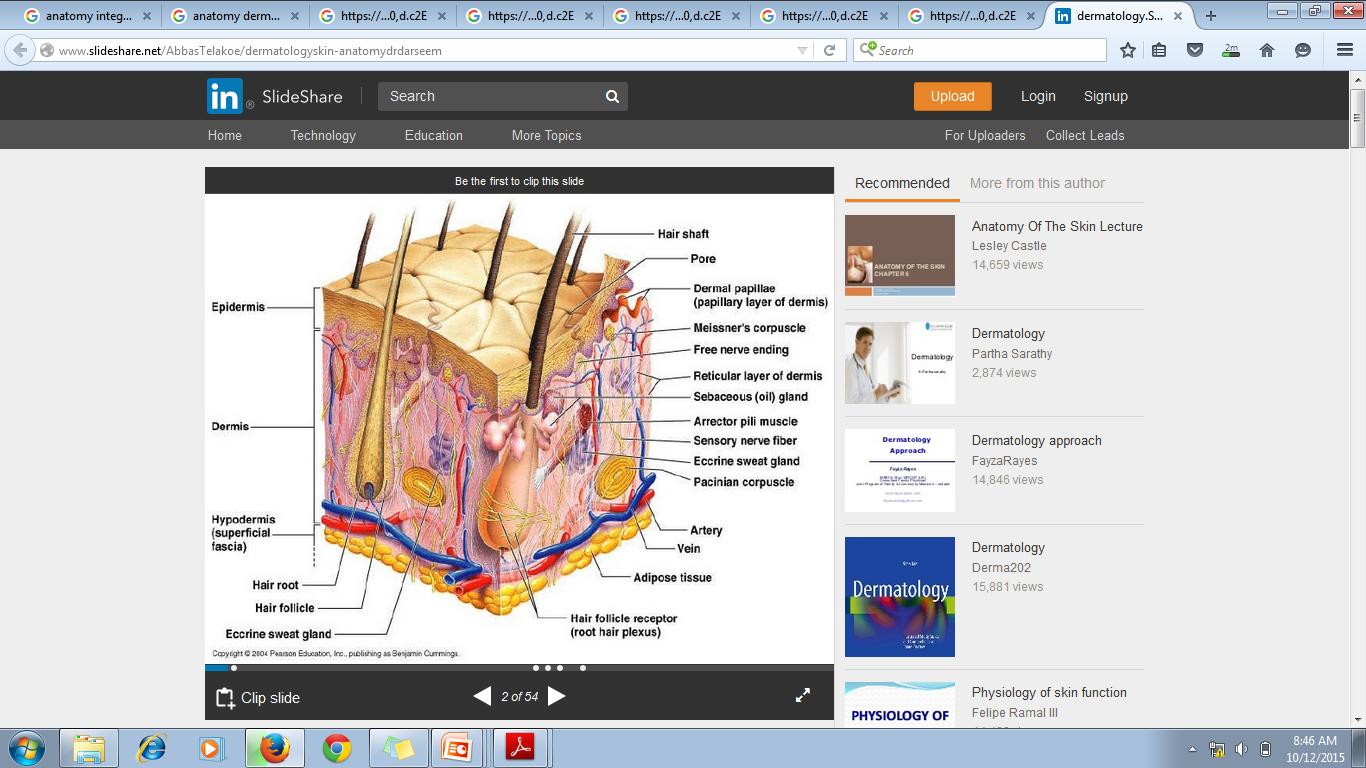 anatomy integ...
anatomy derm...
https://...0,d.c2E
https://...0,d.c2E
https://...0,d.c2E
https://...0,d.c2E
https://...0,d.c2E
dermatology.S...
www.slideshare.net/AbbasTelakoe/dermatologyskin-anatomydrdarseem
Search
2m
in SlideShare
Search
Upload
Login
Signup
Home
Technology
Education
More Topics
For Uploaders
Collect Leads
Be the first to clip this slide
Epidermis
Dermis
Hypodermis
(superficial
fascia)
Hair root
Hair follicle
Eccrine sweat gland
Hair shaft
Pore
Dermal papillae
(papillary layer of dermis)
Meissner's corpuscle
Free nerve ending
Reticular layer of dermis
Sebaceous (oil) gland
Arrector pili muscle
Sensory nerve fiber
Eccrine sweat gland
Pacinian corpuscle
Artery
Vein
Adipose tissue
Hair follicle receptor
(root hair plexus)
Copyright © 2004 Pearson Education, Inc., publishing as Benjamin Cummings.
Clip slide
2 of 54
Recommended
More from this author
ANATOMY OF THE SKIN
CHAPTER 6
Anatomy Of The Skin Lecture
Lesley Castle
14,659 views
Dermatology
Dermatology
Partha Sarathy
2,874 views
Dermatology
Approach
Fayza Rayes
Dermatology approach
FayzaRayes
14,846 views
Dermatology
Dermatology
Derma202
15,881 views
PHYSIOLOGY OF
Physiology of skin function
Felipe Ramal III
8:46 AM
10/12/2015